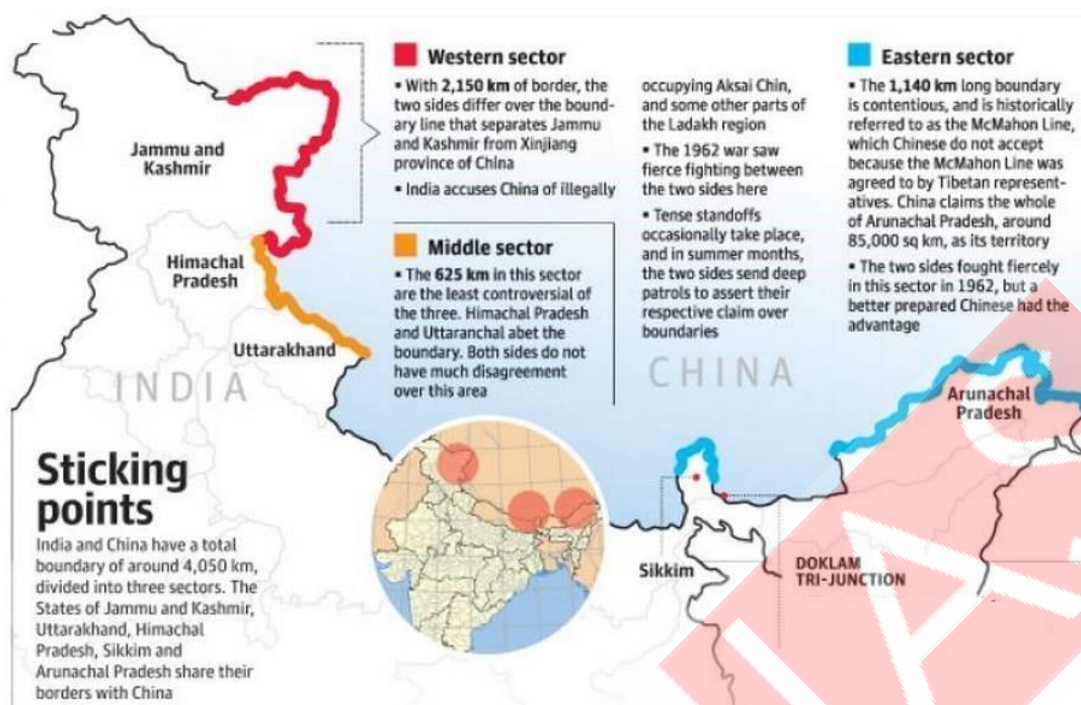 Western sector
• With 2,150 km of border, the
two sides differ over the bound-
ary line that separates Jammu
and Kashmir from Xinjiang
province of China
• India accuses China of illegally
occupying Aksai Chin,
and some other parts of
the Ladakh region
• The 1962 war saw
fierce fighting between
the two sides here
• Tense standoffs
occasionally take place,
and in summer months,
the two sides send deep
patrols to assert their
respective claim over
boundaries
Middle sector
• The 625 km in this sector
are the least controversial of
the three. Himachal Pradesh
and Uttaranchal abet the
boundary. Both sides do not
have much disagreement
over this area
Eastern sector
• The 1,140 km long boundary
is contentious, and is historically
referred to as the McMahon Line,
which Chinese do not accept
because the McMahon Line was
agreed to by Tibetan represent-
atives. China claims the whole
of Arunachal Pradesh, around
85,000 sq km, as its territory
• The two sides fought fiercely
in this sector in 1962, but a
better prepared Chinese had the
advantage
Jammu and
Kashmir
Himachal
Pradesh
Uttarakhand
INDIA
CHINA
Arunachal
Pradesh
Sikkim
DOKLAM
TRI-JUNCTION
Sticking
points
India and China have a total
boundary of around 4,050 km,
divided into three sectors. The
States of Jammu and Kashmir,
Uttarakhand, Himachal
Pradesh, Sikkim and
Arunachal Pradesh share their
borders with China